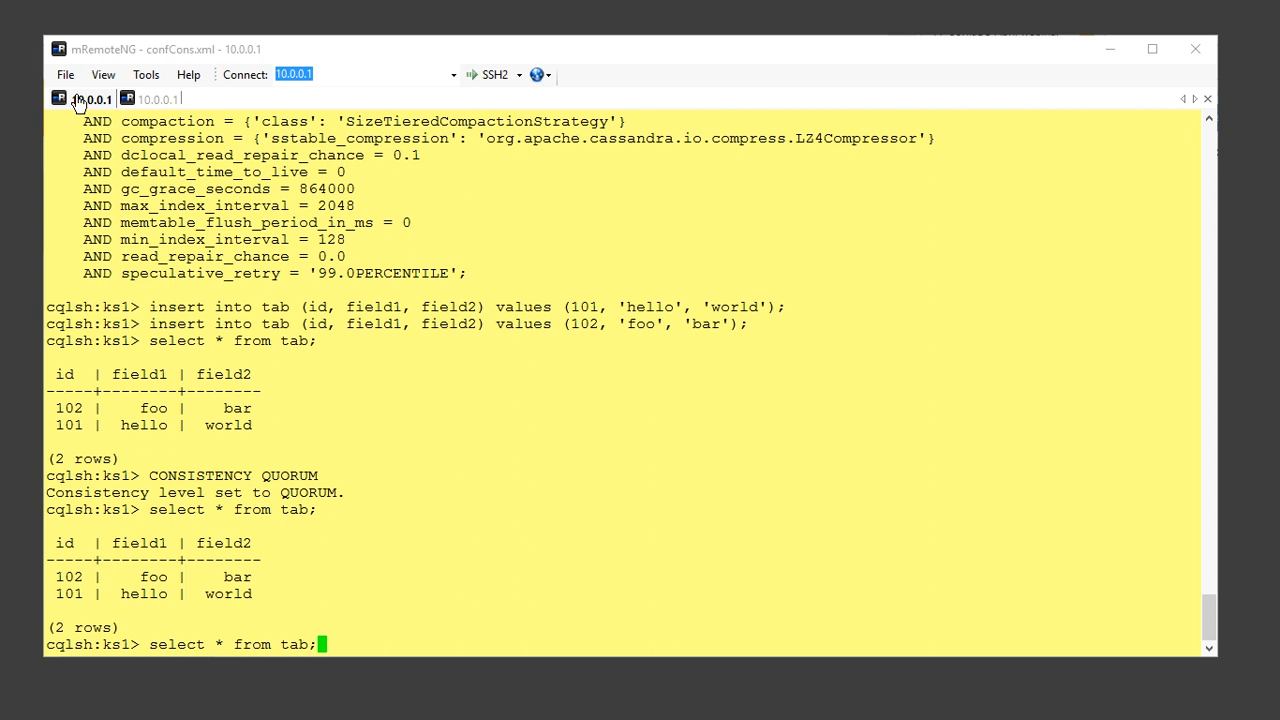 mRemoteNG - confCons.xml - 10.0.0.1
File View Tools Help Connect: 10.0.0.1 SSH2
10.0.0.1 10.0.0.1
AND compaction = {'class': 'SizeTieredCompactionStrategy'}
AND compression = {'sstable_compression': 'org.apache.cassandra.io.compress.LZ4Compressor'}
AND dclocal_read_repair_chance = 0.1
AND default_time_to_live = 0
AND gc_grace_seconds = 864000
AND max_index_interval = 2048
AND memtable_flush_period_in_ms = 0
AND min_index_interval = 128
AND read_repair_chance = 0.0
AND speculative_retry = '99.0PERCENTILE';
cqlsh:ks1> insert into tab (id, field1, field2) values (101, 'hello', 'world');
cqlsh:ks1> insert into tab (id, field1, field2) values (102, 'foo', 'bar');
cqlsh:ks1> select * from tab;
id | field1 | field2
-----+--------+--------
102 | foo | bar
101 | hello | world
(2 rows)
cqlsh:ks1> CONSISTENCY QUORUM
Consistency level set to QUORUM.
cqlsh:ks1> select * from tab;
id | field1 | field2
-----+--------+--------
102 | foo | bar
101 | hello | world
(2 rows)
cqlsh:ks1> select * from tab;